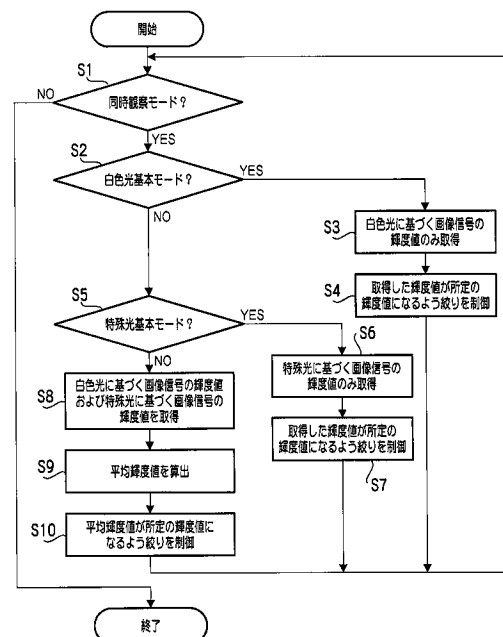 開始
S1
同時観察モード?
NO
YES
S2
白色光基本モード?
YES
NO
S3
白色光に基づく画像信号の
輝度値のみ取得
S4
取得した輝度値が所定の
輝度値になるよう絞りを制御
S5
特殊光基本モード?
YES
NO
S6
特殊光に基づく画像信号の
輝度値のみ取得
S7
取得した輝度値が所定の
輝度値になるよう絞りを制御
S8
白色光に基づく画像信号の輝度値
および特殊光に基づく画像信号の
輝度値を取得
S9
平均輝度値を算出
S10
平均輝度値が所定の輝度値に
なるよう絞りを制御
終了